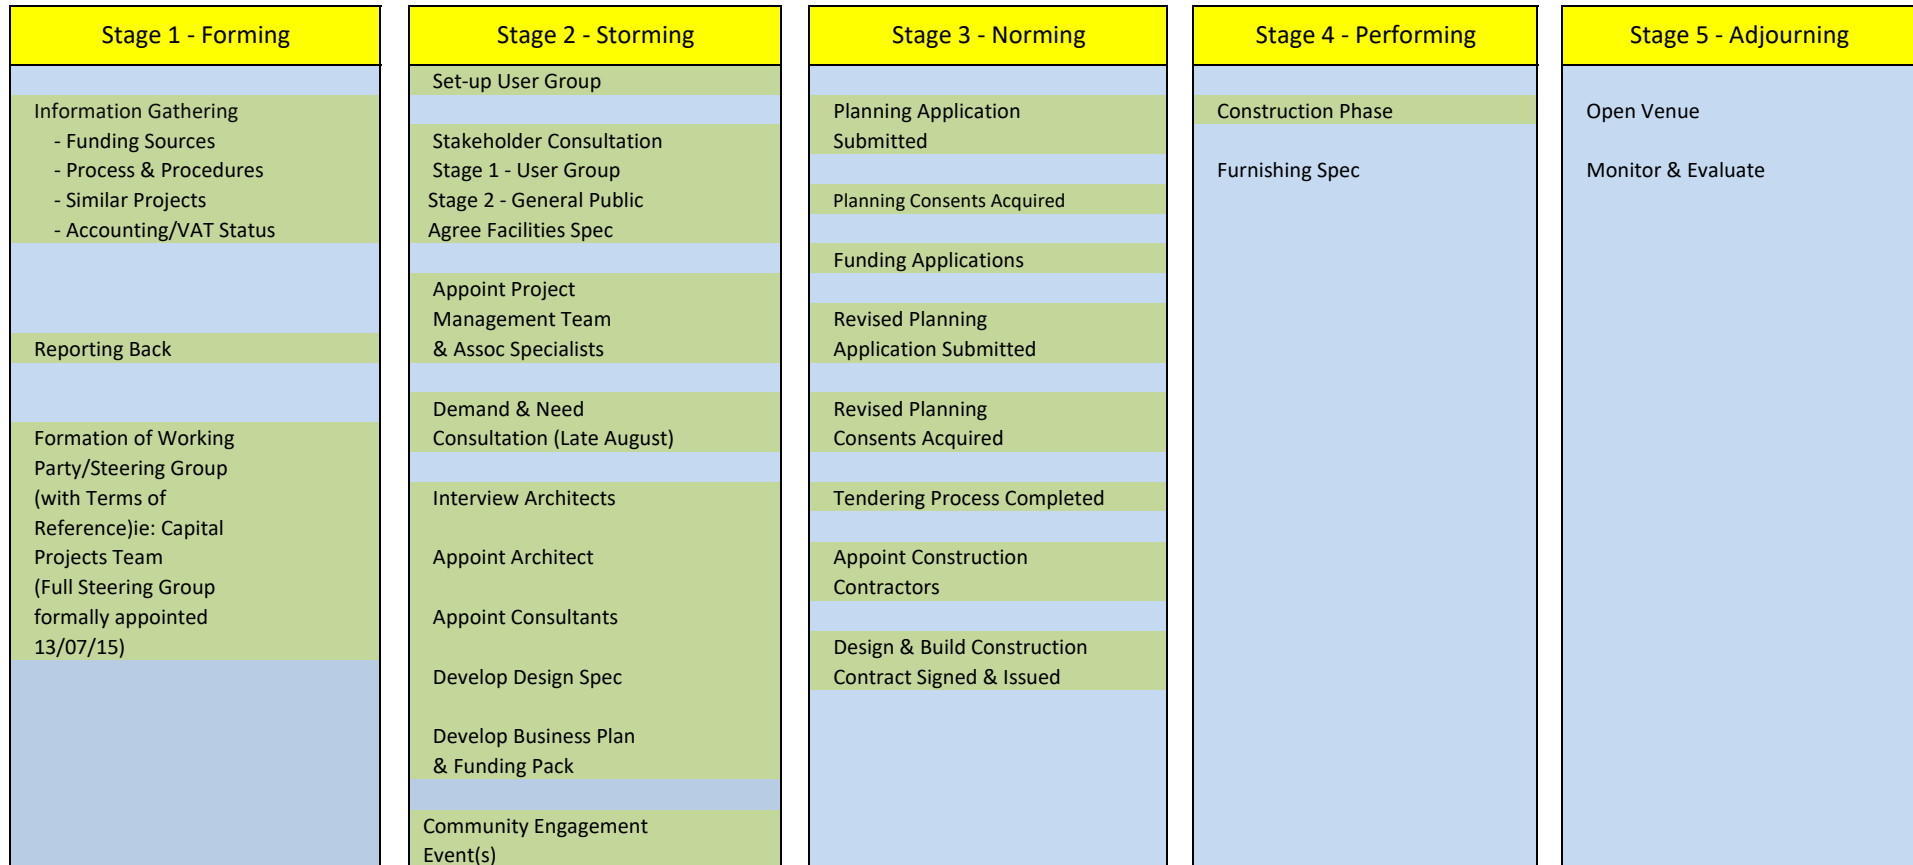 Stage 1 - Forming
Information Gathering
- Funding Sources
- Process & Procedures
- Similar Projects
- Accounting/VAT Status
Reporting Back
Formation of Working
Party/Steering Group
(with Terms of
Reference)ie: Capital
Projects Team
(Full Steering Group
formally appointed
13/07/15)
Stage 2 - Storming
Set-up User Group
Stakeholder Consultation
Stage 1 - User Group
Stage 2 - General Public
Agree Facilities Spec
Appoint Project
Management Team
& Assoc Specialists
Demand & Need
Consultation (Late August)
Interview Architects
Appoint Architect
Appoint Consultants
Develop Design Spec
Develop Business Plan
& Funding Pack
Community Engagement
Event(s)
Stage 3 - Norming
Planning Application
Submitted
Planning Consents Acquired
Funding Applications
Revised Planning
Application Submitted
Revised Planning
Consents Acquired
Tendering Process Completed
Appoint Construction
Contractors
Design & Build Construction
Contract Signed & Issued
Stage 4 - Performing
Construction Phase
Furnishing Spec
Stage 5 - Adjourning
Open Venue
Monitor & Evaluate